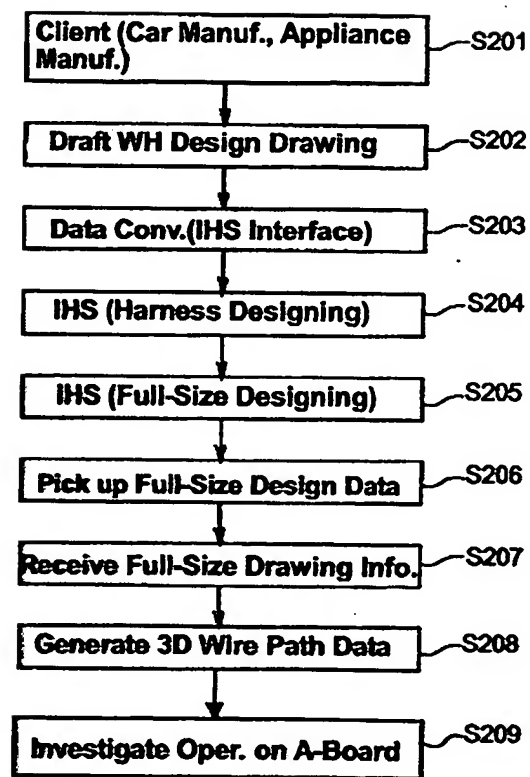 Client (Car Manuf., Appliance
Manuf.)
S201
Draft WH Design Drawing
S202
Data Conv.(IHS Interface)
S203
IHS (Harness Designing)
S204
IHS (Full-Size Designing)
S205
Pick up Full-Size Design Data
S206
Receive Full-Size Drawing Info.
S207
Generate 3D Wire Path Data
S208
Investigate Oper. on A-Board
S209